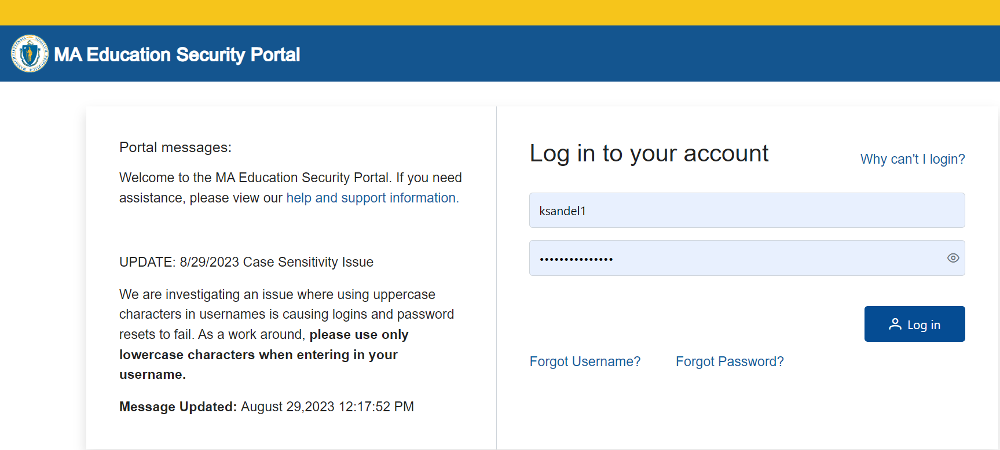 MA Education Security Portal
Portal messages:
Welcome to the MA Education Security Portal. If you need
assistance, please view our help and support information.
UPDATE: 8/29/2023 Case Sensitivity Issue
We are investigating an issue where using uppercase
characters in usernames is causing logins and password
resets to fail. As a work around, please use only
lowercase characters when entering in your
username.
Message Updated: August 29,2023 12:17:52 PM
Log in to your account
Why can't I login?
ksandel1
•••••••••••••••
Log in
Forgot Username?
Forgot Password?